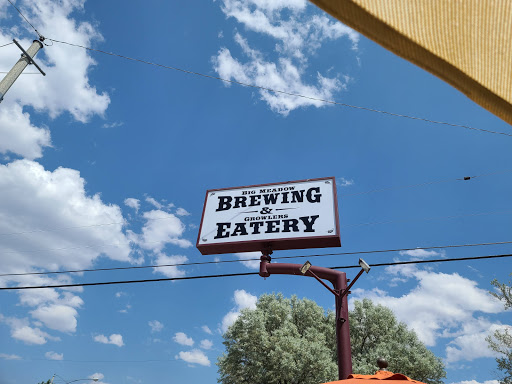 BIG MEADOW
BREWING
&
GROWLERS
EATERY